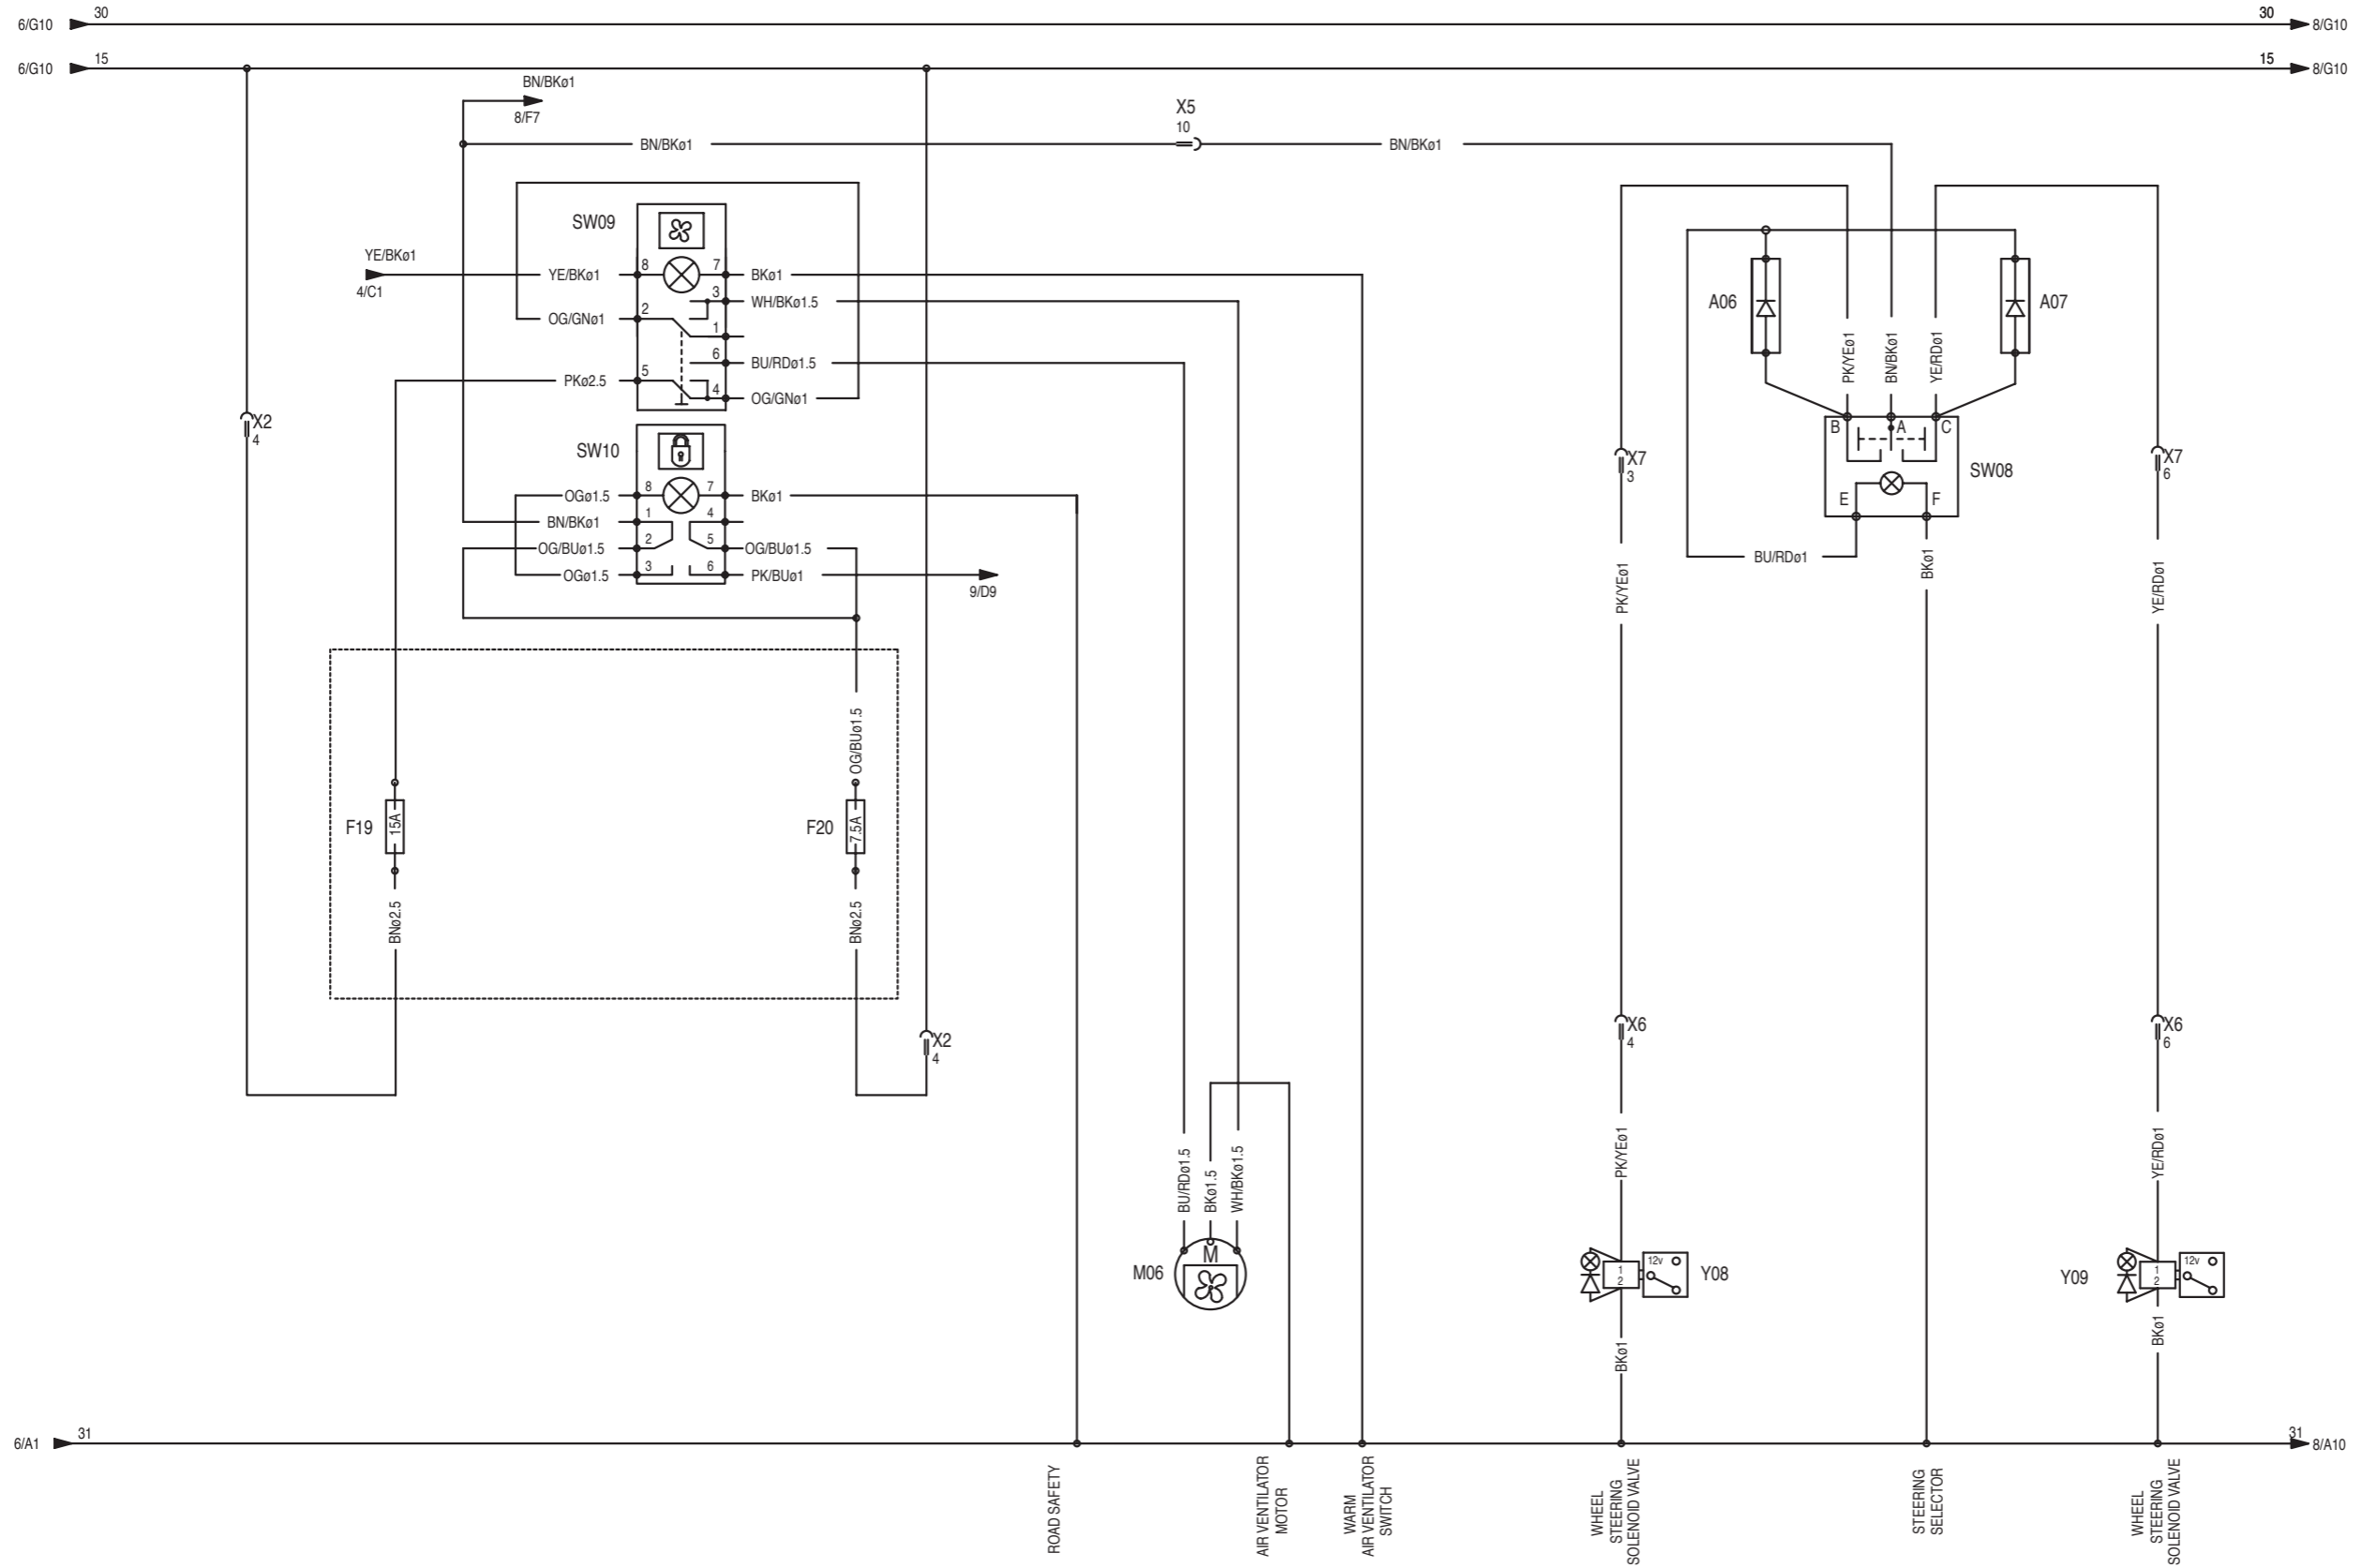 30
6/G10
30
8/G10
15
6/G10
15
8/G10
BN/BKø1
8/F7
X5
10
BN/BKø1
BN/BKø1
SW09
YE/BKø1
4/C1
YE/BKø1
8
7
BKø1
3
WH/BKø1.5
OG/GNø1
2
1
6
BU/RDø1.5
PKø2.5
5
4
OG/GNø1
A06
A07
PK/YEø1
BN/BKø1
YE/RDø1
X2
4
B
A
C
SW08
E
F
BU/RDø1
BKø1
SW10
OGø1.5
8
7
BKø1
BN/BKø1
1
4
OG/BUø1.5
2
5
OG/BUø1.5
OGø1.5
3
6
PK/BUø1
9/D9
X7
3
X7
6
PK/YEø1
YE/RDø1
OG/BUø1.5
F19
15A
F20
7.5A
BNø2.5
BNø2.5
X2
4
X6
4
X6
6
BU/RDø1.5
BKø1.5
WH/BKø1.5
PK/YEø1
YE/RDø1
M06
M
1
2
12v
Y08
Y09
1
2
12v
BKø1
BKø1
6/A1
31
31
8/A10
ROAD SAFETY
AIR VENTILATOR
MOTOR
WARM
AIR VENTILATOR
SWITCH
WHEEL
STEERING
SOLENOID VALVE
STEERING
SELECTOR
WHEEL
STEERING
SOLENOID VALVE